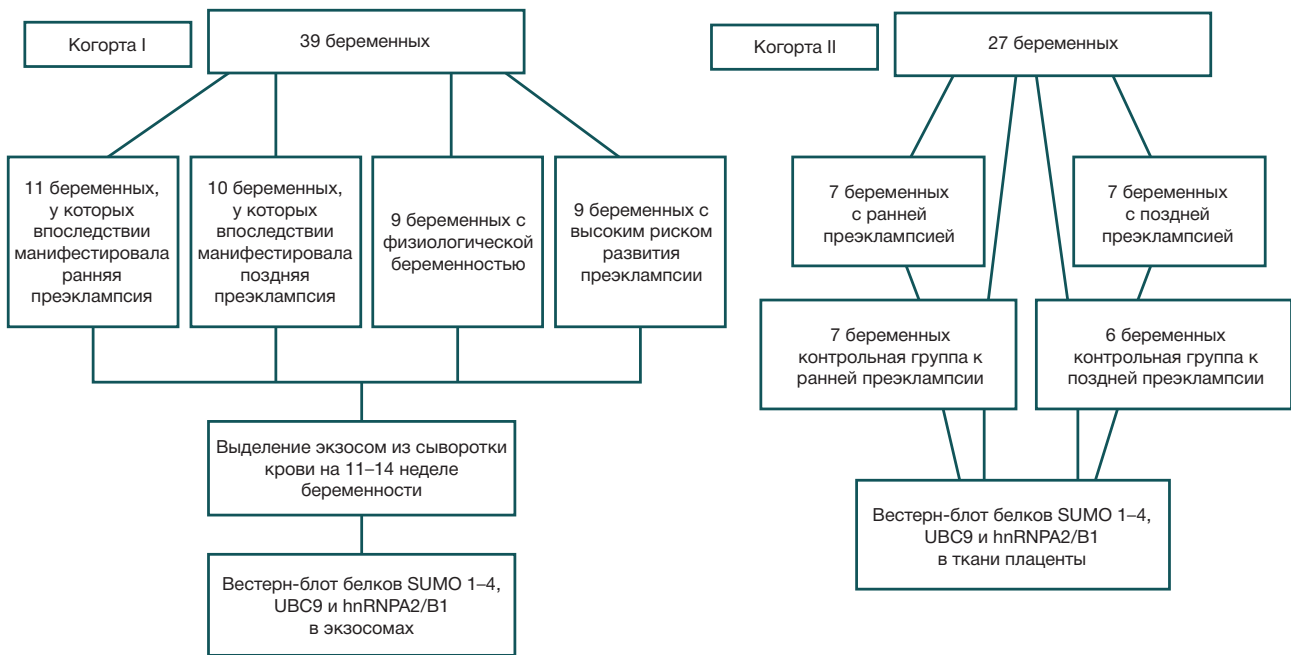 Когорта I
39 беременных
11 беременных,
у которых
впоследствии
манифестировала
ранняя
преэклампсия
10 беременных,
у которых
впоследствии
манифестировала
поздняя
преэклампсия
9 беременных с
физиологической
беременностью
9 беременных с
высоким риском
развития
преэклампсии
Выделение экзосом из сыворотки
крови на 11–14 неделе
беременности
Вестерн-блот белков SUMO 1–4,
UBC9 и hnRNPA2/B1
в экзосомах
Когорта II
27 беременных
7 беременных
с ранней
преэклампсией
7 беременных
с поздней
преэклампсией
7 беременных
контрольная группа к
ранней преэклампсии
6 беременных
контрольная группа к
поздней преэклампсии
Вестерн-блот белков SUMO 1–4,
UBC9 и hnRNPA2/B1
в ткани плаценты